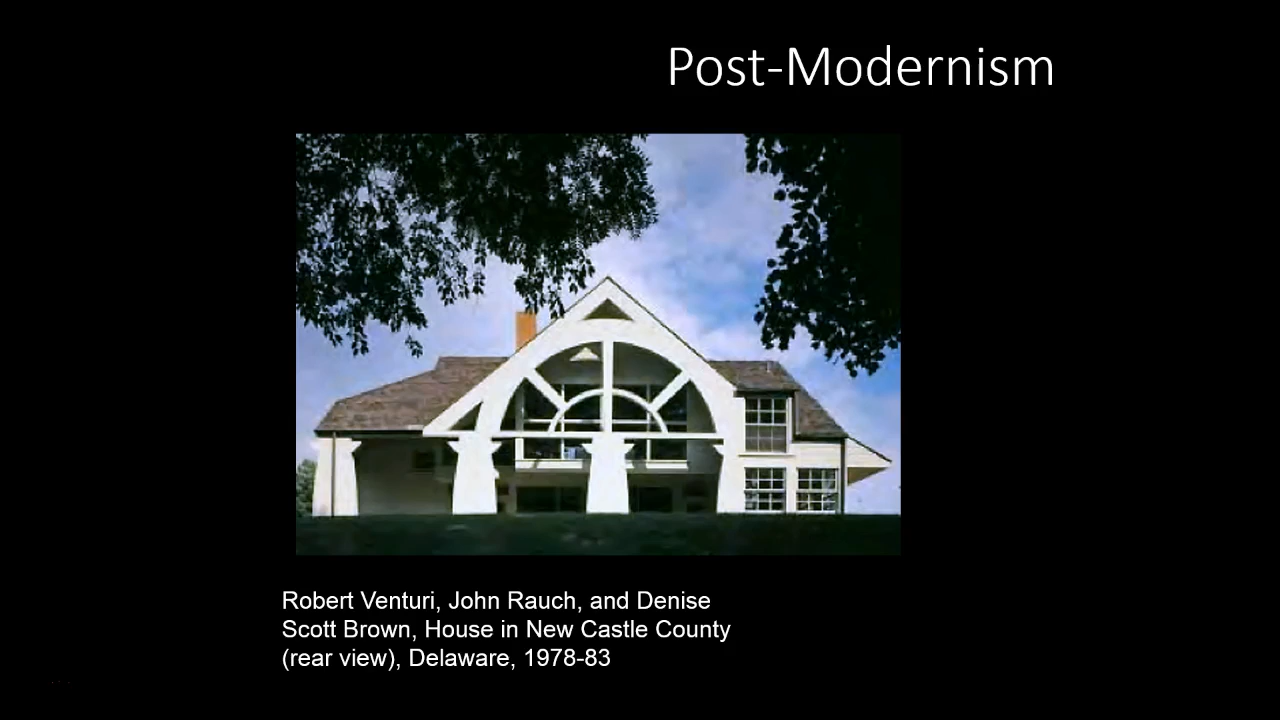 Post-Modernism
Robert Venturi, John Rauch, and Denise
Scott Brown, House in New Castle County
(rear view), Delaware, 1978-83